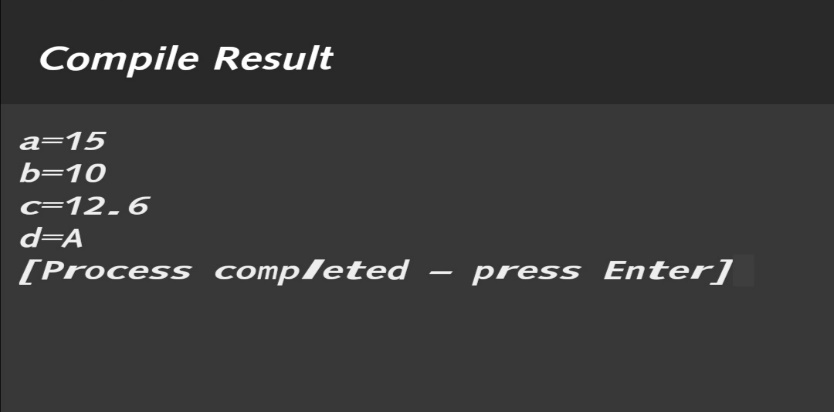 Compile Result
a=15
b=10
c=12.6
d=A
[Process completed - press Enter]